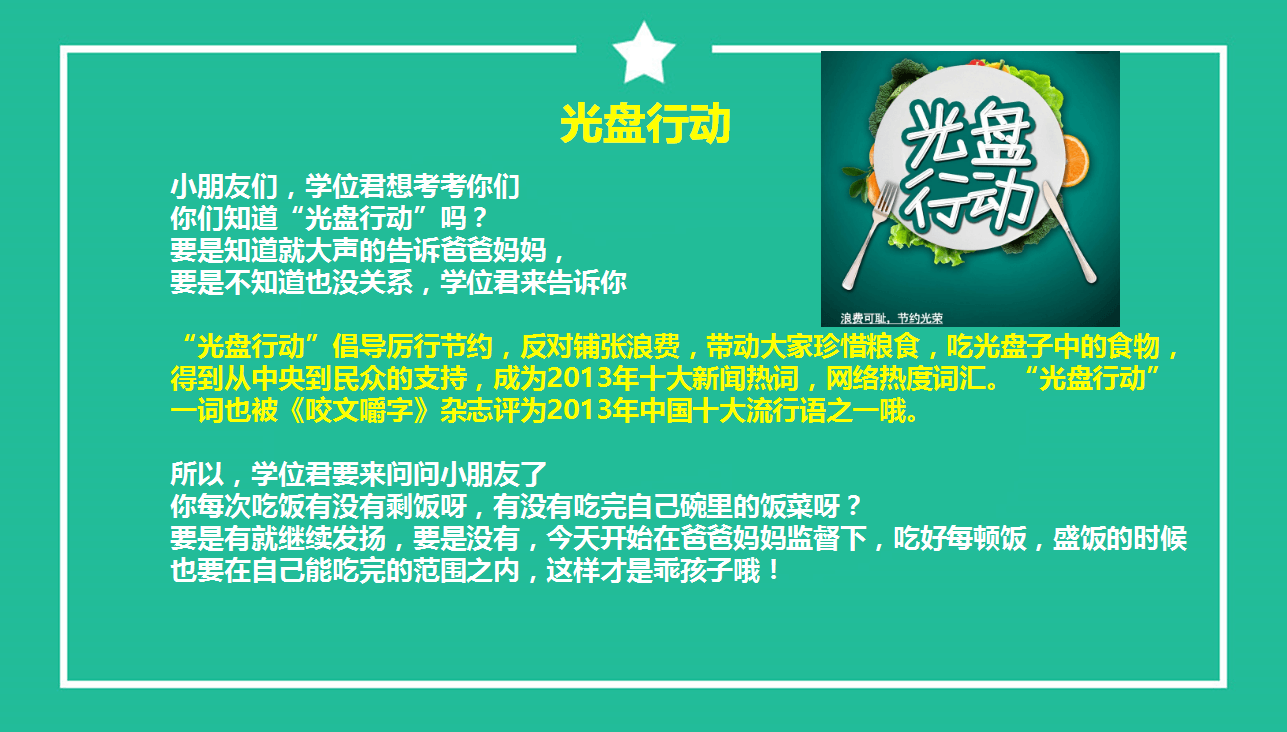 光盘行动
光盘
行动
浪费可耻，节约光荣
小朋友们，学位君想考考你们
你们知道“光盘行动”吗？
要是知道就大声的告诉爸爸妈妈，
要是不知道也没关系，学位君来告诉你
“光盘行动”倡导厉行节约，反对铺张浪费，带动大家珍惜粮食，吃光盘子中的食物，
得到从中央到民众的支持，成为2013年十大新闻热词，网络热度词汇。“光盘行动”
一词也被《咬文嚼字》杂志评为2013年中国十大流行语之一哦。
所以，学位君要来问问小朋友了
你每次吃饭有没有剩饭呀，有没有吃完自己碗里的饭菜呀？
要是有就继续发扬，要是没有，今天开始在爸爸妈妈监督下，吃好每顿饭，盛饭的时候
也要在自己能吃完的范围之内，这样才是乖孩子哦！